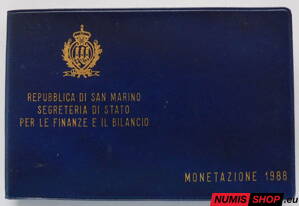 REPUBBLICA DI SAN MARINO
SEGRETERIA DI STATO
PER LE FINANZE E IL BILANCIO
MONETAZIONE 1988
NUMIS SHOP.eu